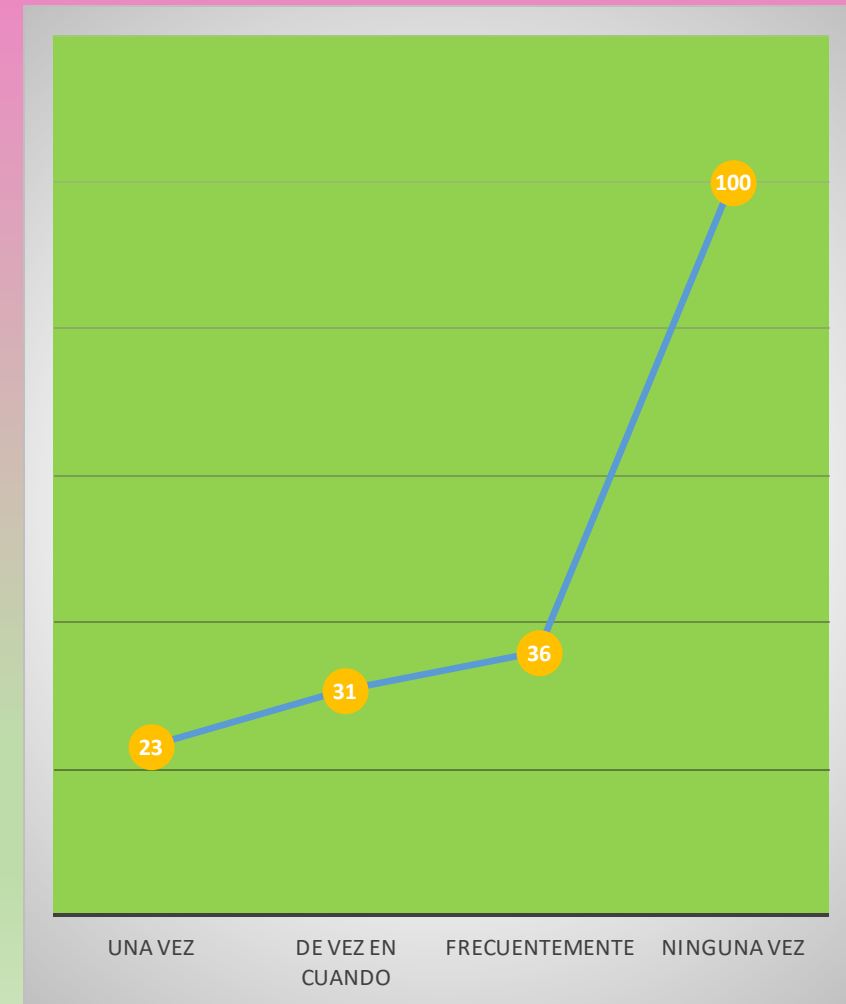 100
36
31
23
UNA VEZ
DE VEZ EN
CUANDO
FRECUENTEMENTE
NINGUNA VEZ